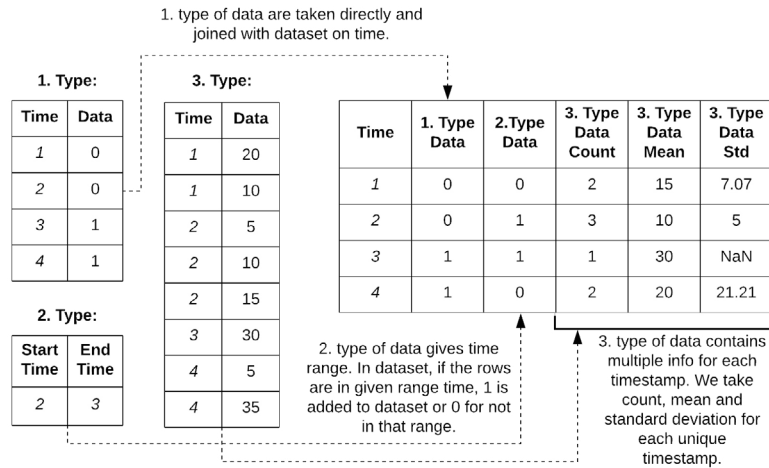 1. type of data are taken directly and
joined with dataset on time.
1. Type:
Time Data
1 0
2 0
3 1
4 1
2. Type:
Start Time End Time
2 3
3. Type:
Time Data
1 20
1 10
2 5
2 10
2 15
3 30
4 5
4 35
Time 1. Type Data 2.Type Data 3. Type Data Count 3. Type Data Mean 3. Type Data Std
1 0 0 2 15 7.07
2 0 1 3 10 5
3 1 1 1 30 NaN
4 1 0 2 20 21.21
2. type of data gives time
range. In dataset, if the rows
are in given range time, 1 is
added to dataset or 0 for not
in that range.
3. type of data contains
multiple info for each
timestamp. We take
count, mean and
standard deviation for
each unique
timestamp.